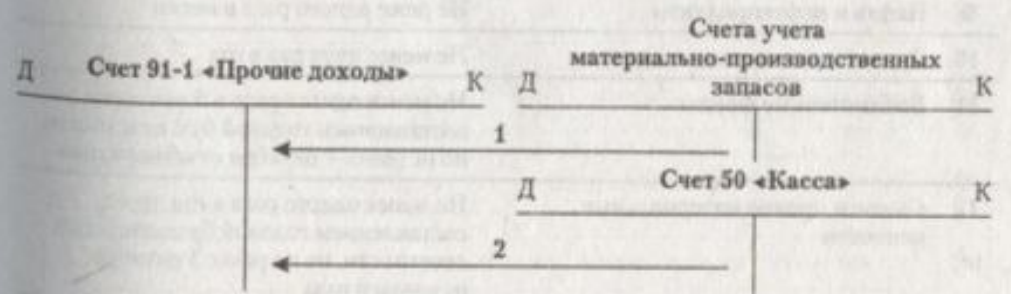 Счета учета
материально-производственных
запасов
Д Счет 91-1 «Прочие доходы» К
Д К
1
Счет 50 «Касса»
Д К
2